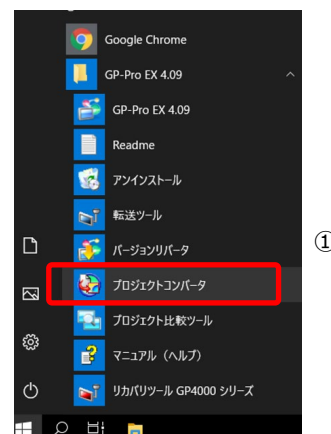 Google Chrome
GP-Pro EX 4.09
GP-Pro EX 4.09
Readme
アンインストール
転送ツール
バージョンリバータ
プロジェクトコンバータ
①
プロジェクト比較ツール
マニュアル（ヘルプ）
リカバリツール GP4000 シリーズ